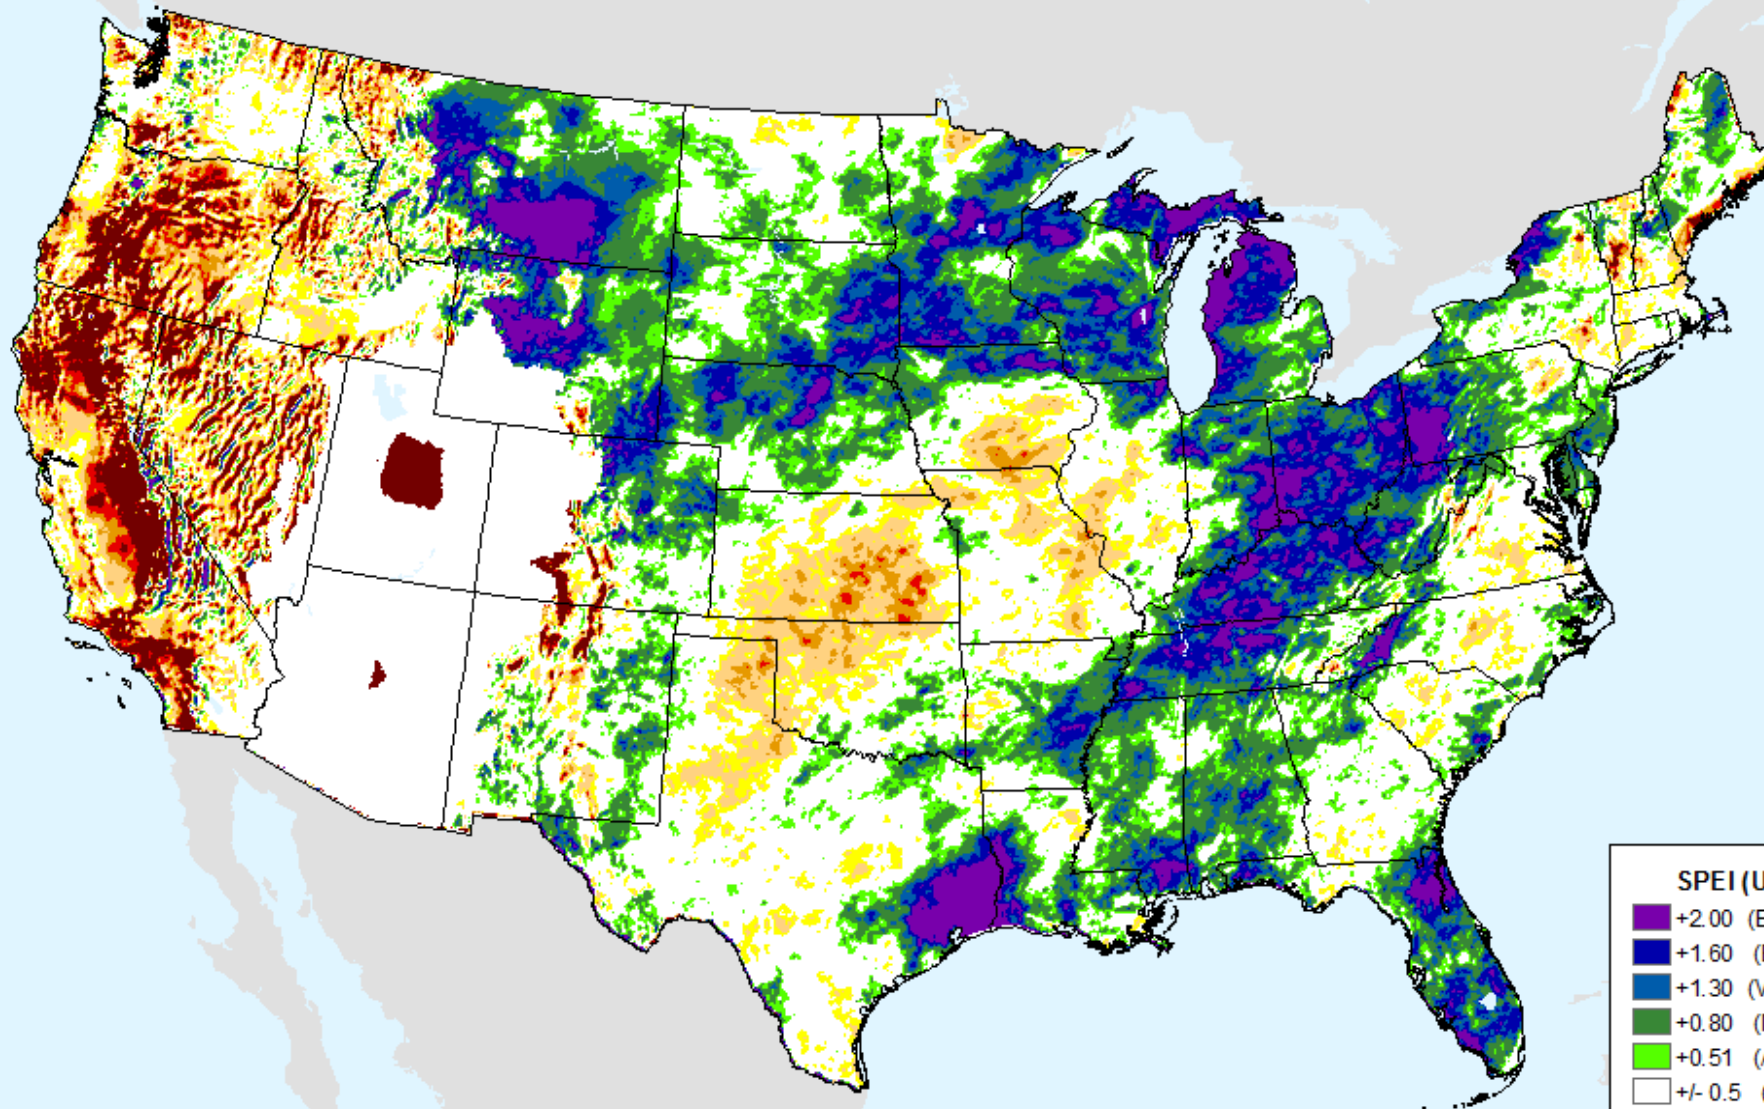 SPEI (U
+2.00 (E
+1.60 (
+1.30 (V
+0.80 (
+0.51 (
+/- 0.5 (